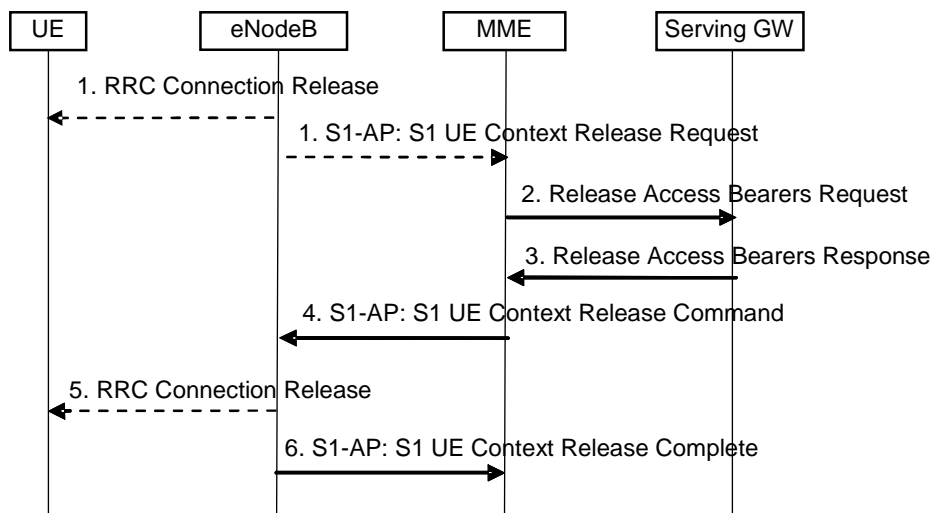 UE
eNodeB
MME
Serving GW
1. RRC Connection Release
1. S1-AP: S1 UE Context Release Request
2. Release Access Bearers Request
3. Release Access Bearers Response
4. S1-AP: S1 UE Context Release Command
5. RRC Connection Release
6. S1-AP: S1 UE Context Release Complete